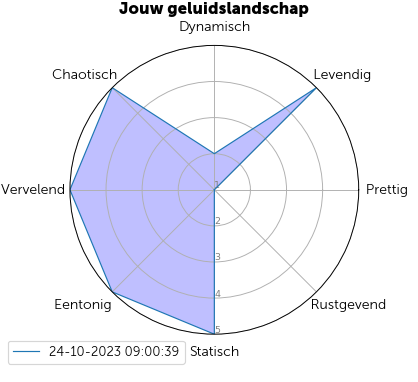 Jouw geluidslandschap
Dynamisch
Chaotisch
Levendig
Vervelend
1
Prettig
2
3
4
Eentonig
Rustgevend
5
24-10-2023 09:00:39
Statisch